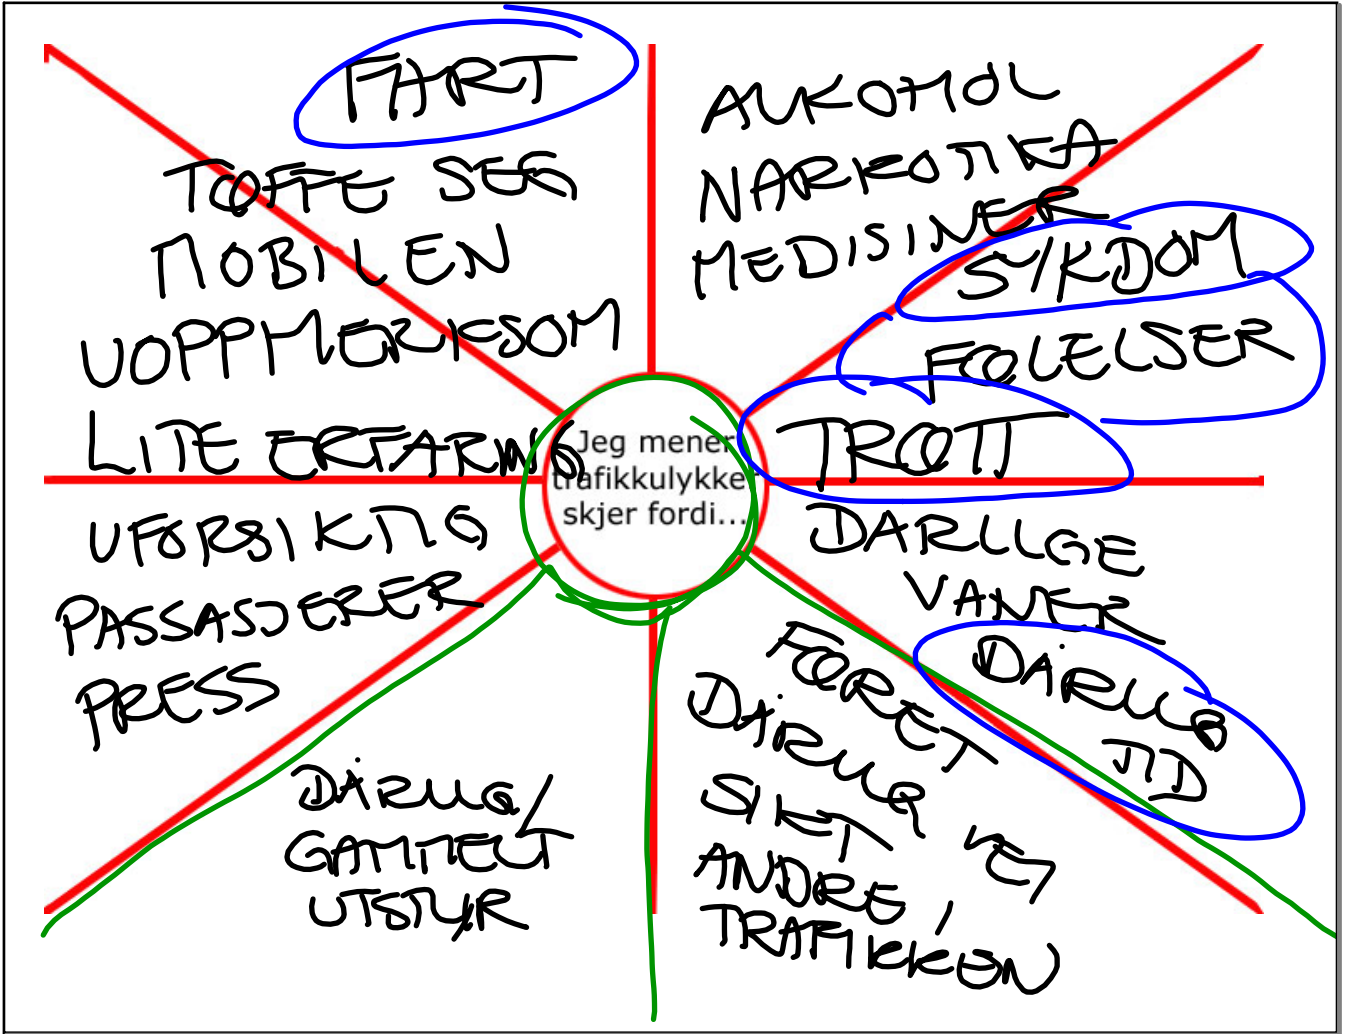 FART
TØFFE SEG
MOBILEN
UOPPMERKSOM
LITE ERFARING
ALKOHOL
NARKOTIKA
MEDISINER
SYKDOM
FØLELSER
TRØTT
Jeg mener
trafikkulykker
skjer fordi...
UFORSIKTIG
PASSASJERER
PRESS
DÅRLIG/
GAMMELT
UTSTYR
DARLIGE
VANER
DÅRLIG
TID
FØRET
DÅRLIG VEI
SIKT
ANDRE I
TRAFIKKEN